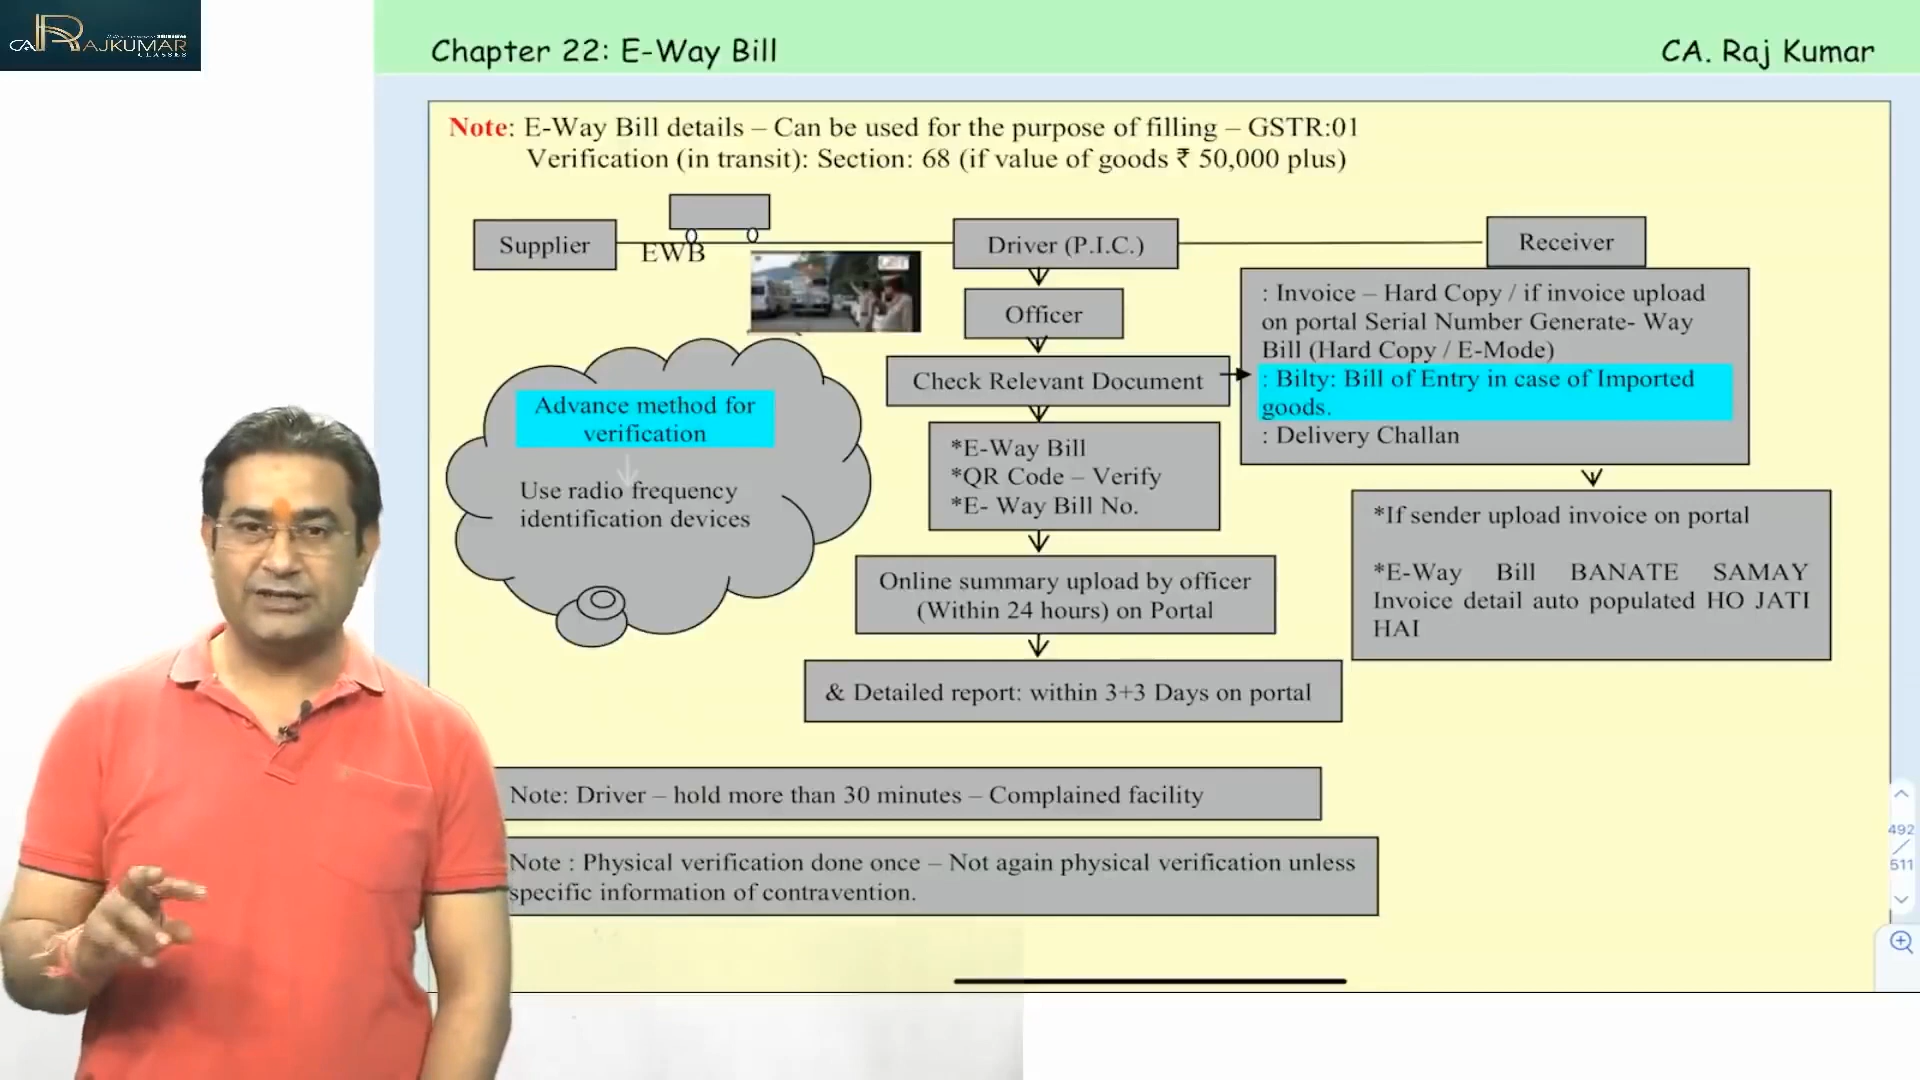 CA RAJKUMAR
CLASSES
Chapter 22: E-Way Bill
CA. Raj Kumar
Note: E-Way Bill details – Can be used for the purpose of filling – GSTR:01
Verification (in transit): Section: 68 (if value of goods ₹ 50,000 plus)
Supplier
EWB
Driver (P.I.C.)
Receiver
Officer
Check Relevant Document
: Invoice – Hard Copy / if invoice upload
on portal Serial Number Generate- Way
Bill (Hard Copy / E-Mode)
: Bilty: Bill of Entry in case of Imported
goods.
: Delivery Challan
Advance method for
verification
Use radio frequency
identification devices
*E-Way Bill
*QR Code – Verify
*E- Way Bill No.
*If sender upload invoice on portal
*E-Way Bill BANATE SAMAY
Invoice detail auto populated HO JATI
HAI
Online summary upload by officer
(Within 24 hours) on Portal
& Detailed report: within 3+3 Days on portal
Note: Driver – hold more than 30 minutes – Complained facility
Note : Physical verification done once – Not again physical verification unless
specific information of contravention.
492
/
511